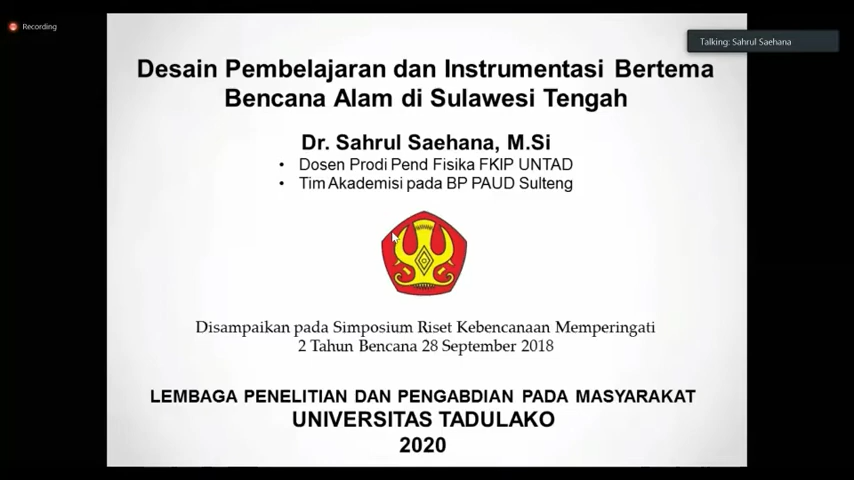 Recording
Talking: Sahrul Saehana
Desain Pembelajaran dan Instrumentasi Bertema
Bencana Alam di Sulawesi Tengah
Dr. Sahrul Saehana, M.Si
• Dosen Prodi Pend Fisika FKIP UNTAD
• Tim Akademisi pada BP PAUD Sulteng
Disampaikan pada Simposium Riset Kebencanaan Memperingati
2 Tahun Bencana 28 September 2018
LEMBAGA PENELITIAN DAN PENGABDIAN PADA MASYARAKAT
UNIVERSITAS TADULAKO
2020